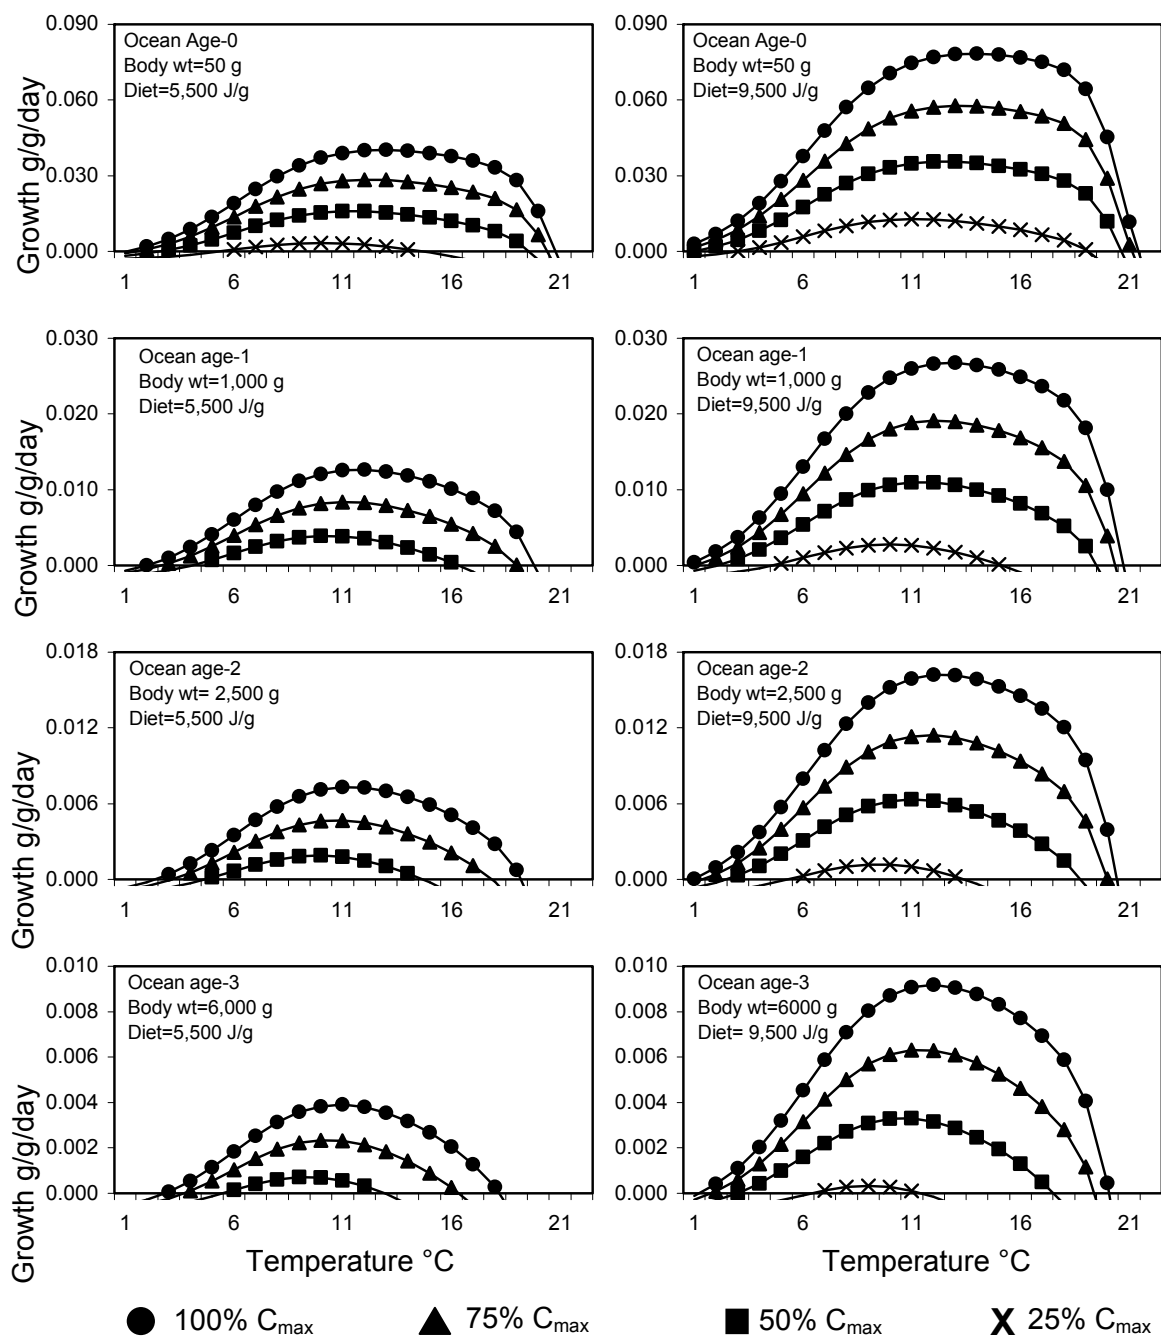 0.090
0.060
0.030
0.000
Growth g/g/day
Ocean Age-0
Body wt=50 g
Diet=5,500 J/g
1 6 11 16 21
0.090
0.060
0.030
0.000
Ocean Age-0
Body wt=50 g
Diet=9,500 J/g
1 6 11 16 21
0.030
0.020
0.010
0.000
Growth g/g/day
Ocean age-1
Body wt=1,000 g
Diet=5,500 J/g
1 6 11 16 21
0.030
0.020
0.010
0.000
Ocean age-1
Body wt=1,000 g
Diet=9,500 J/g
1 6 11 16 21
0.018
0.012
0.006
0.000
Growth g/g/day
Ocean age-2
Body wt= 2,500 g
Diet=5,500 J/g
1 6 11 16 21
0.018
0.012
0.006
0.000
Ocean age-2
Body wt=2,500 g
Diet=9,500 J/g
1 6 11 16 21
0.010
0.008
0.006
0.004
0.002
0.000
Growth g/g/day
Ocean age-3
Body wt=6,000 g
Diet=5,500 J/g
1 6 11 16 21
Temperature °C
0.010
0.008
0.006
0.004
0.002
0.000
Ocean age-3
Body wt=6000 g
Diet= 9,500 J/g
1 6 11 16 21
Temperature °C
100% Cmax 75% Cmax 50% Cmax 25% Cmax